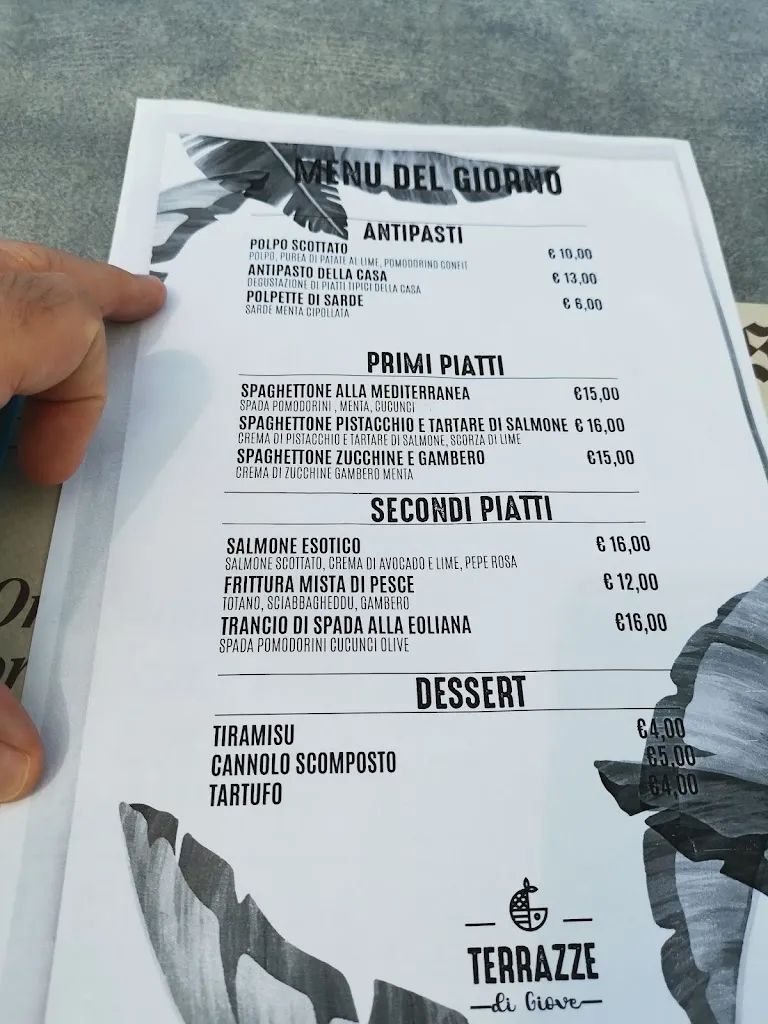 MENU DEL GIORNO
ANTIPASTI
POLPO SCOTTATO € 10,00
POLPO, PUREA DI PATATE AL LIME, POMODORINO CONFIT
ANTIPASTO DELLA CASA € 13,00
DEGUSTAZIONE DI PIATTI TIPICI DELLA CASA
POLPETTE DI SARDE € 6,00
SARDE MENTA CIPOLLATA
PRIMI PIATTI
SPAGHETTONE ALLA MEDITERRANEA €15,00
SPADA POMODORINI , MENTA, CUCUNCI
SPAGHETTONE PISTACCHIO E TARTARE DI SALMONE € 16,00
CREMA DI PISTACCHIO E TARTARE DI SALMONE, SCORZA DI LIME
SPAGHETTONE ZUCCHINE E GAMBERO €15,00
CREMA DI ZUCCHINE GAMBERO MENTA
SECONDI PIATTI
SALMONE ESOTICO € 16,00
SALMONE SCOTTATO, CREMA DI AVOCADO E LIME, PEPE ROSA
FRITTURA MISTA DI PESCE € 12,00
TOTANO, SCIABBAGHEDDU, GAMBERO
TRANCIO DI SPADA ALLA EOLIANA €16,00
SPADA POMODORINI CUCUNCI OLIVE
DESSERT
TIRAMISU €4,00
CANNOLO SCOMPOSTO €5,00
TARTUFO €4,00
TERRAZZE
di Giove